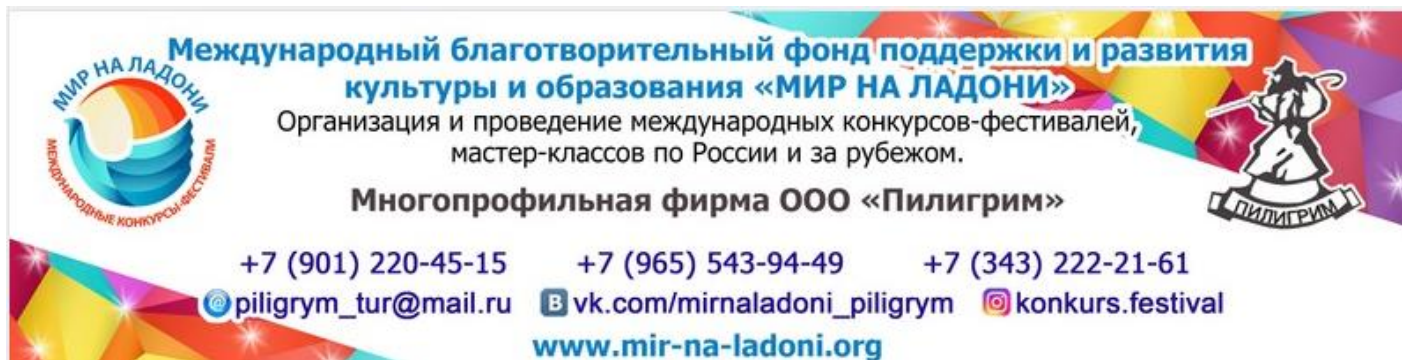 Международный благотворительный фонд поддержки и развития
культуры и образования «МИР НА ЛАДОНИ»
Организация и проведение международных конкурсов-фестивалей,
мастер-классов по России и за рубежом.
Многопрофильная фирма ООО «Пилигрим»
МИР НА ЛАДОНИ
МЕЖДУНАРОДНЫЕ КОНКУРСЫ-ФЕСТИВАЛИ
ПИЛИГРИМ
+7 (901) 220-45-15 +7 (965) 543-94-49 +7 (343) 222-21-61
@piligrym_tur@mail.ru B vk.com/mirnaladoni_piligrym konkurs.festival
www.mir-na-ladoni.org